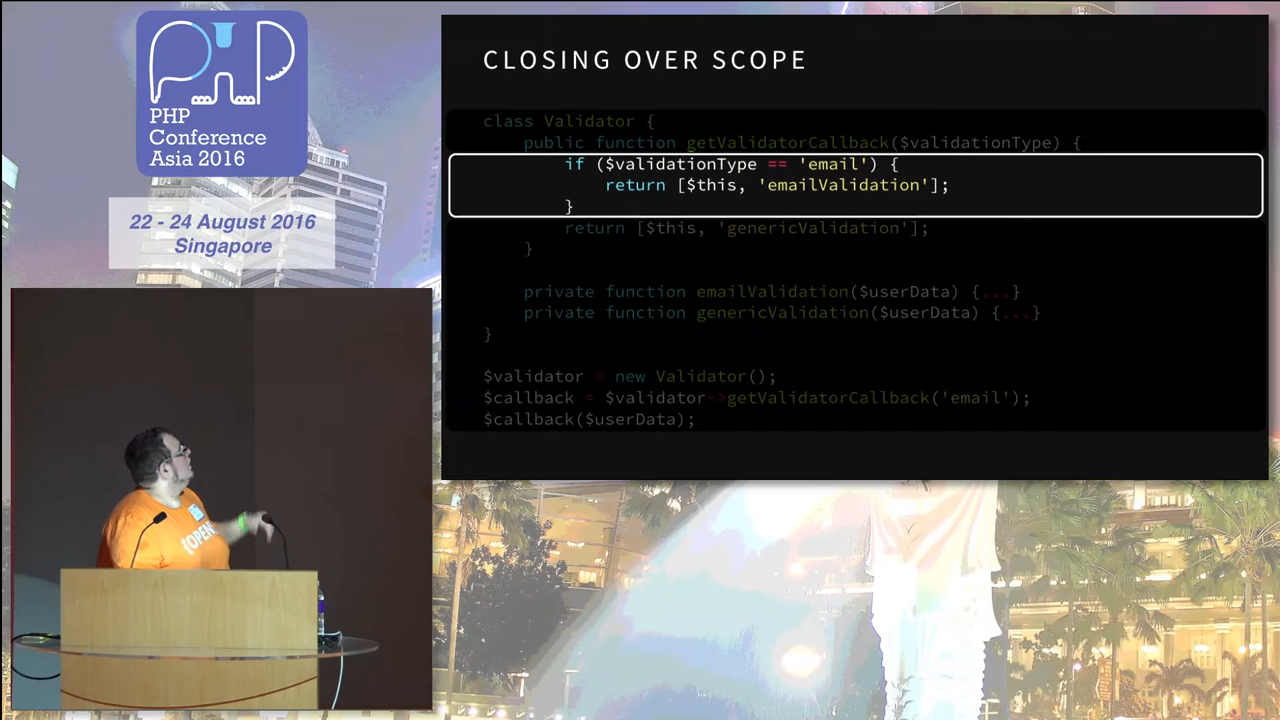 PHP
Conference
Asia 2016
22 - 24 August 2016
Singapore
CLOSING OVER SCOPE
class Validator {
    public function getValidatorCallback($validationType) {
        if ($validationType == 'email') {
            return [$this, 'emailValidation'];
        }
        return [$this, 'genericValidation'];
    }
    private function emailValidation($userData) {...}
    private function genericValidation($userData) {...}
}
$validator = new Validator();
$callback = $validator->getValidatorCallback('email');
$callback($userData);
{OPEN}